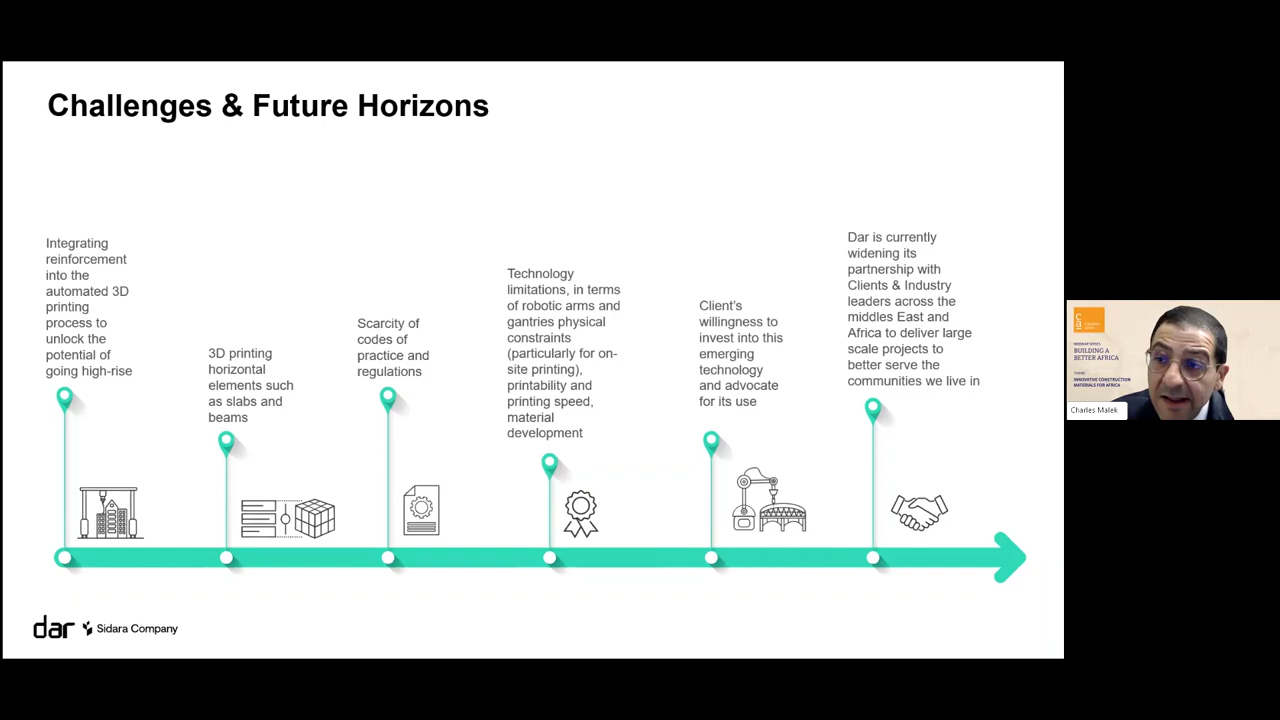 Challenges & Future Horizons
Integrating
reinforcement
into the
automated 3D
printing
process to
unlock the
potential of
going high-rise
3D printing
horizontal
elements such
as slabs and
beams
Scarcity of
codes of
practice and
regulations
Technology
limitations, in terms
of robotic arms and
gantries physical
constraints
(particularly for on-
site printing),
printability and
printing speed,
material
development
Client's
willingness to
invest into this
emerging
technology
and advocate
for its use
Dar is currently
widening its
partnership with
Clients & Industry
leaders across the
middles East and
Africa to deliver large
scale projects to
better serve the
communities we live in
dar Sidara Company
WEBINAR SERIES
BUILDING A
BETTER AFRICA
INNOVATIVE CONSTRUCTION
MATERIALS FOR AFRICA
Charles Malek